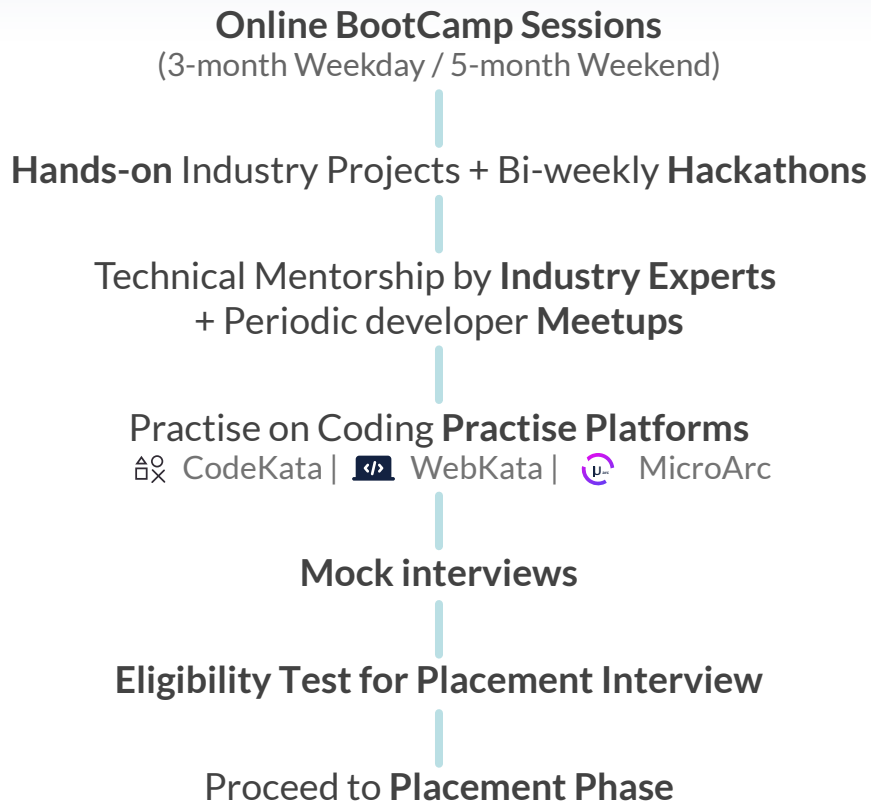 Online BootCamp Sessions
(3-month Weekday / 5-month Weekend)
Hands-on Industry Projects + Bi-weekly Hackathons
Technical Mentorship by Industry Experts
+ Periodic developer Meetups
Practise on Coding Practise Platforms
CodeKata | </> WebKata | μ MicroArc
Mock interviews
Eligibility Test for Placement Interview
Proceed to Placement Phase